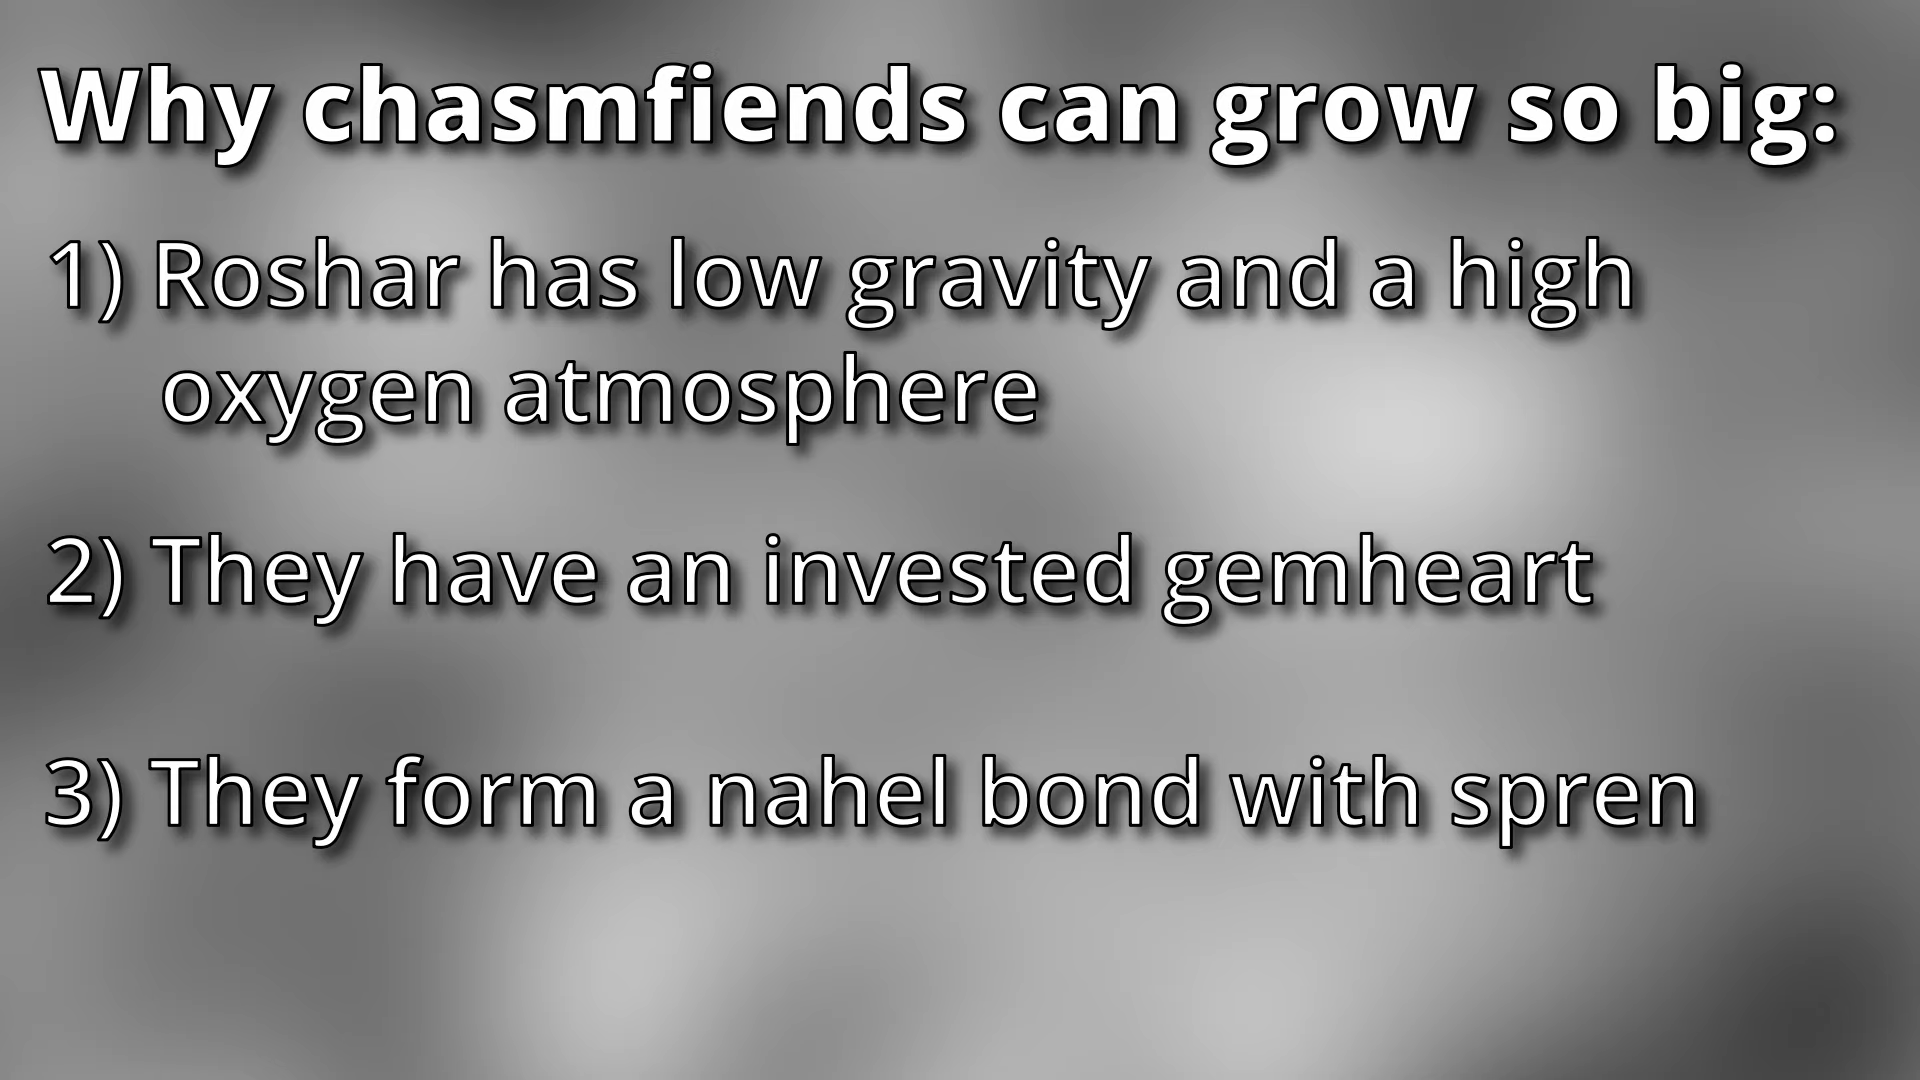 Why chasmfiends can grow so big:
1) Roshar has low gravity and a high
oxygen atmosphere
2) They have an invested gemheart
3) They form a nahel bond with spren